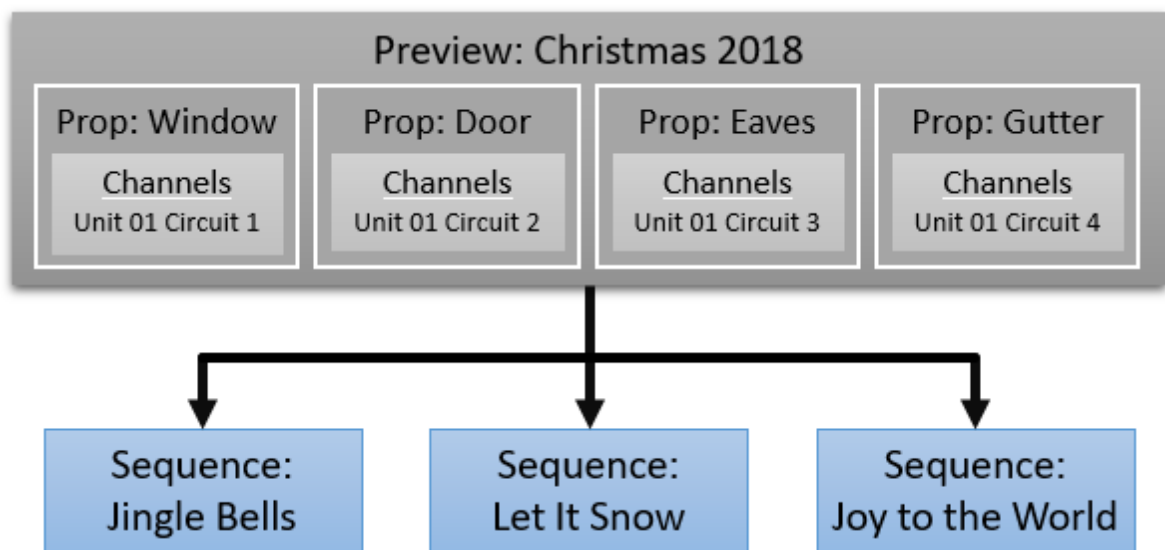 Preview: Christmas 2018
Prop: Window
Channels
Unit 01 Circuit 1
Prop: Door
Channels
Unit 01 Circuit 2
Prop: Eaves
Channels
Unit 01 Circuit 3
Prop: Gutter
Channels
Unit 01 Circuit 4
Sequence:
Jingle Bells
Sequence:
Let It Snow
Sequence:
Joy to the World